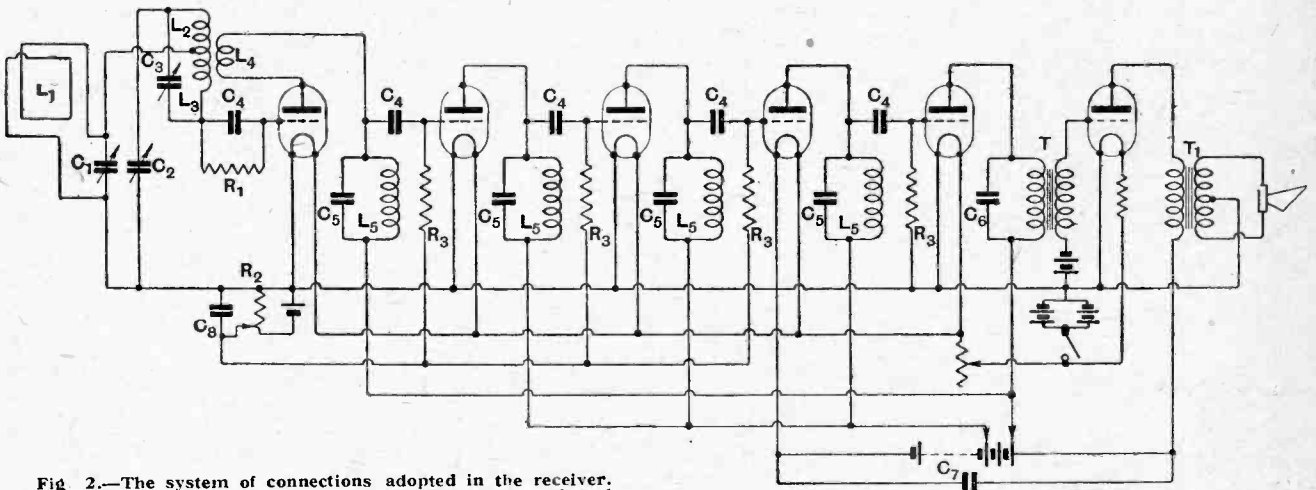 L2
C3
L4
L1
L3
C4
C4
C4
C4
C4
T
T1
C1
C2
R1
C5
L5
R3
C5
L5
R3
C5
L5
R3
C5
L5
R3
C6
R2
C8
C7
Fig. 2.—The system of connections adopted in the receiver.